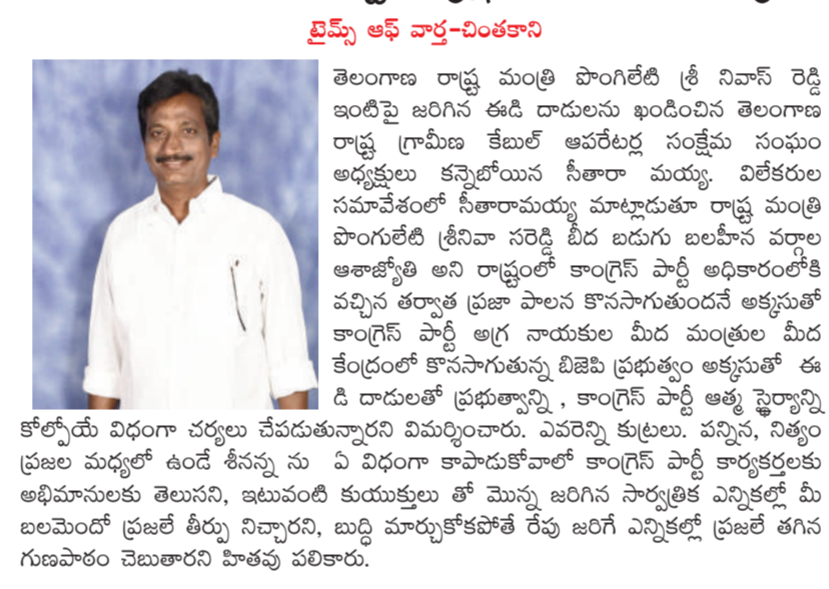 టైమ్స్ ఆఫ్ వార్త-చింతకాని
తెలంగాణ రాష్ట్ర మంత్రి పొంగిలేటి శ్రీ నివాస్ రెడ్డి
ఇంటిపై జరిగిన ఈడి దాడులను ఖండించిన తెలంగాణ
రాష్ట్ర గ్రామీణ కేబుల్ ఆపరేటర్ల సంక్షేమ సంఘం
అధ్యక్షులు కన్నెబోయిన సీతారా మయ్య. విలేకరుల
సమావేశంలో సీతారామయ్య మాట్లాడుతూ రాష్ట్ర మంత్రి
పొంగులేటి శ్రీనివా సరెడ్డి బీద బడుగు బలహీన వర్గాల
ఆశాజ్యోతి అని రాష్ట్రంలో కాంగ్రెస్ పార్టీ అధికారంలోకి
వచ్చిన తర్వాత ప్రజా పాలన కొనసాగుతుందనే అక్కసుతో
కాంగ్రెస్ పార్టీ అగ్ర నాయకుల మీద మంత్రుల మీద
కేంద్రంలో కొనసాగుతున్న బిజెపి ప్రభుత్వం అక్కసుతో ఈ
డి దాడులతో ప్రభుత్వాన్ని , కాంగ్రెస్ పార్టీ ఆత్మ స్థైర్యాన్ని
కోల్పోయే విధంగా చర్యలు చేపడుతున్నారని విమర్శించారు. ఎవరెన్ని కుట్రలు. పన్నిన, నిత్యం
ప్రజల మధ్యలో ఉండే శీనన్న ను ఏ విధంగా కాపాడుకోవాలో కాంగ్రెస్ పార్టీ కార్యకర్తలకు
అభిమానులకు తెలుసని, ఇటువంటి కుయుక్తులు తో మొన్న జరిగిన సార్వత్రిక ఎన్నికల్లో మీ
బలమెందో ప్రజలే తీర్పు నిచ్చారని, బుద్ధి మార్చుకోకపోతే రేపు జరిగే ఎన్నికల్లో ప్రజలే తగిన
గుణపాఠం చెబుతారని హితవు పలికారు.